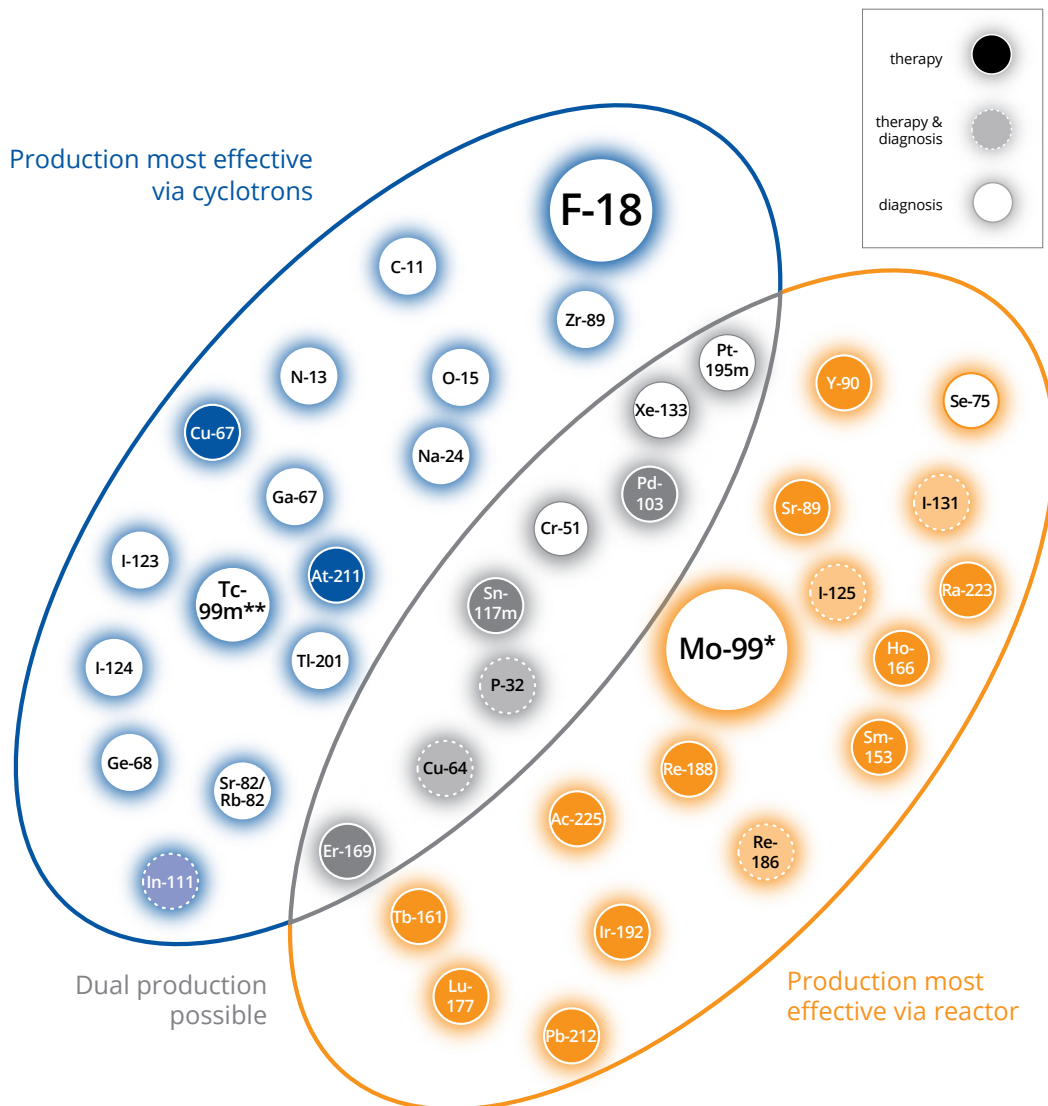 therapy
therapy &
diagnosis
diagnosis
Production most effective
via cyclotrons
F-18
C-11
Zr-89
N-13
O-15
Cu-67
Na-24
Ga-67
I-123
At-211
Tc-
99m**
I-124
Tl-201
Ge-68
Sr-82/
Rb-82
In-111
Pt-
195m
Xe-133
Pd-
103
Cr-51
Sn-
117m
P-32
Cu-64
Er-169
Dual production
possible
Y-90
Se-75
Sr-89
I-131
I-125
Ra-223
Mo-99*
Ho-
166
Sm-
153
Re-188
Ac-225
Re-
186
Tb-161
Ir-192
Lu-
177
Pb-212
Production most
effective via reactor